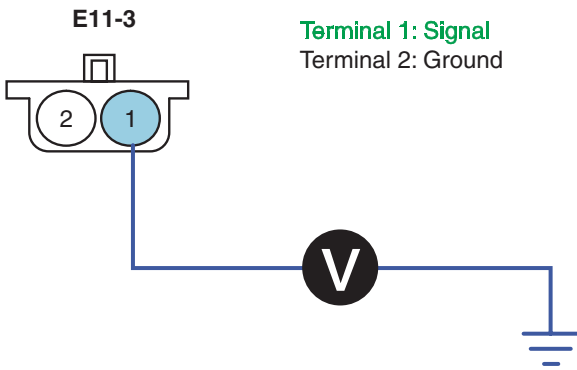 E11-3
Terminal 1: Signal
Terminal 2: Ground
2 1
V